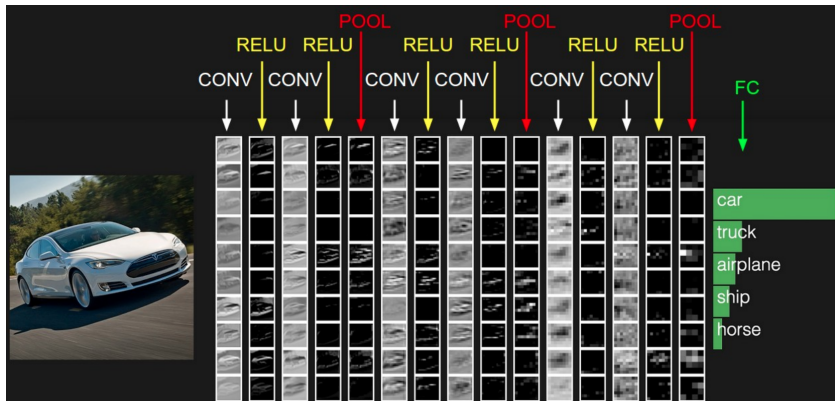 POOL POOL POOL
RELU RELU RELU RELU RELU RELU
CONV CONV CONV CONV CONV CONV
FC
car
truck
airplane
ship
horse